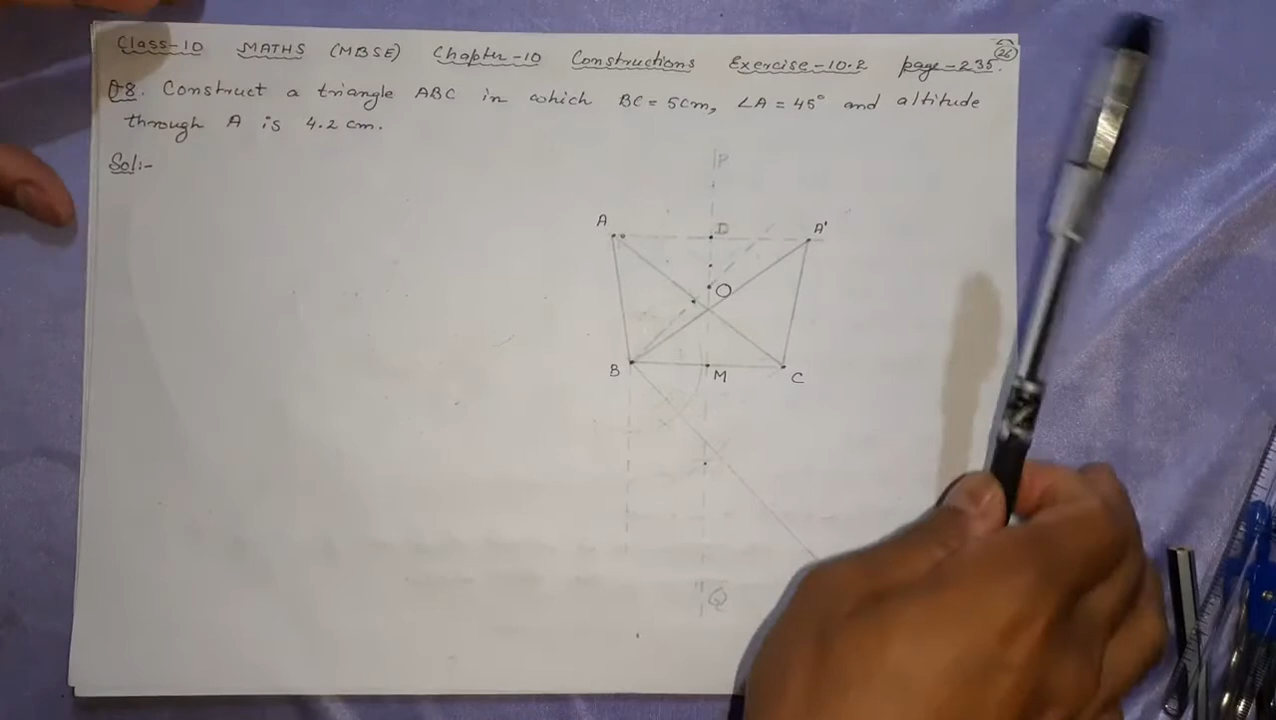 Class-10 MATHS (MBSE) Chapter-10 Constructions Exercise-10.2 page-235. 26
Q8. Construct a triangle ABC in which BC = 5cm, ∠A = 45° and altitude
through A is 4.2 cm.
Sol:-
P
A D A'
O
B M C
Q